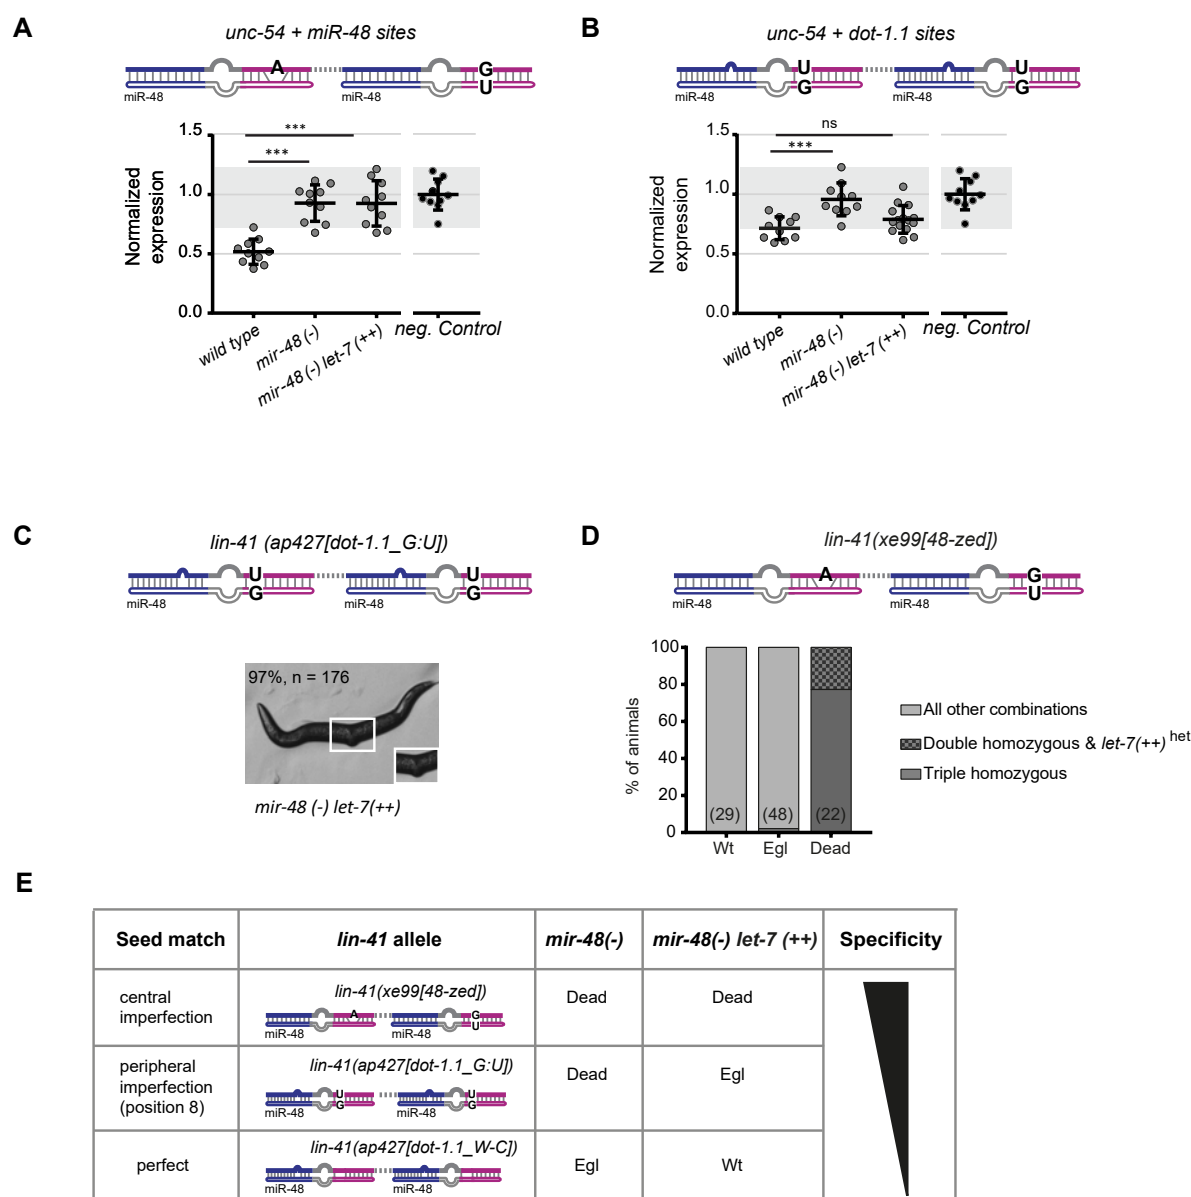 A
unc-54 + miR-48 sites
A
G
U
miR-48
miR-48
***
***
1.5
1.0
0.5
0.0
Normalized
expression
wild type
mir-48 (-)
mir-48 (-) let-7 (++)
neg. Control
B
unc-54 + dot-1.1 sites
U
G
U
G
miR-48
miR-48
ns
***
1.5
1.0
0.5
0.0
Normalized
expression
wild type
mir-48 (-)
mir-48 (-) let-7 (++)
neg. Control
C
lin-41 (ap427[dot-1.1_G:U])
U
G
U
G
miR-48
miR-48
97%, n = 176
mir-48 (-) let-7(++)
D
lin-41(xe99[48-zed])
A
G
U
miR-48
miR-48
100
80
60
40
20
0
% of animals
(29)
(48)
(22)
Wt
Egl
Dead
All other combinations
Double homozygous & let-7(++) het
Triple homozygous
E
Seed match
lin-41 allele
mir-48(-)
mir-48(-) let-7 (++)
Specificity
central
imperfection
lin-41(xe99[48-zed])
A
G
U
miR-48
miR-48
Dead
Dead
peripheral
imperfection
(position 8)
lin-41(ap427[dot-1.1_G:U])
U
G
U
G
miR-48
miR-48
Dead
Egl
perfect
lin-41(ap427[dot-1.1_W-C])
miR-48
miR-48
Egl
Wt